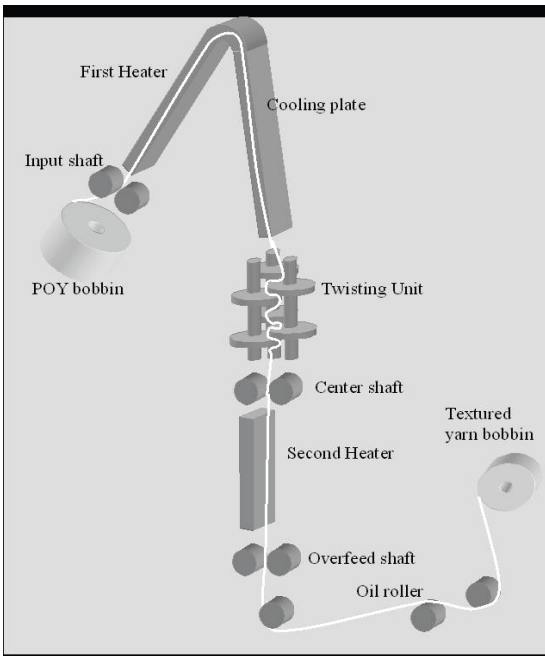 First Heater
Cooling plate
Input shaft
POY bobbin
Twisting Unit
Center shaft
Textured
yarn bobbin
Second Heater
Overfeed shaft
Oil roller